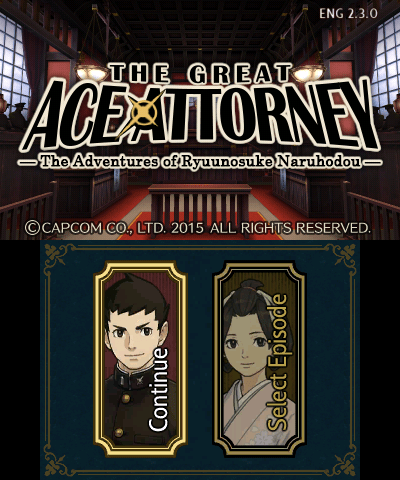 ENG 2.3.0
THE GREAT
ACE ATTORNEY
— The Adventures of Ryuunosuke Naruhodou —
©CAPCOM CO., LTD. 2015 ALL RIGHTS RESERVED.
Continue
Select Episode